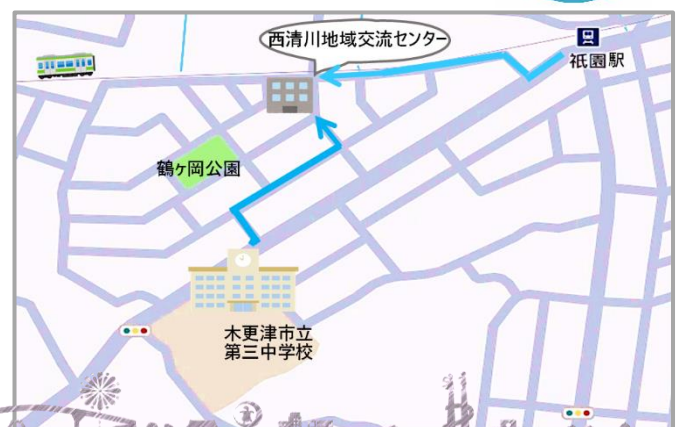 西清川地域交流センター
祇園駅
鶴ヶ岡公園
木更津市立
第三中学校